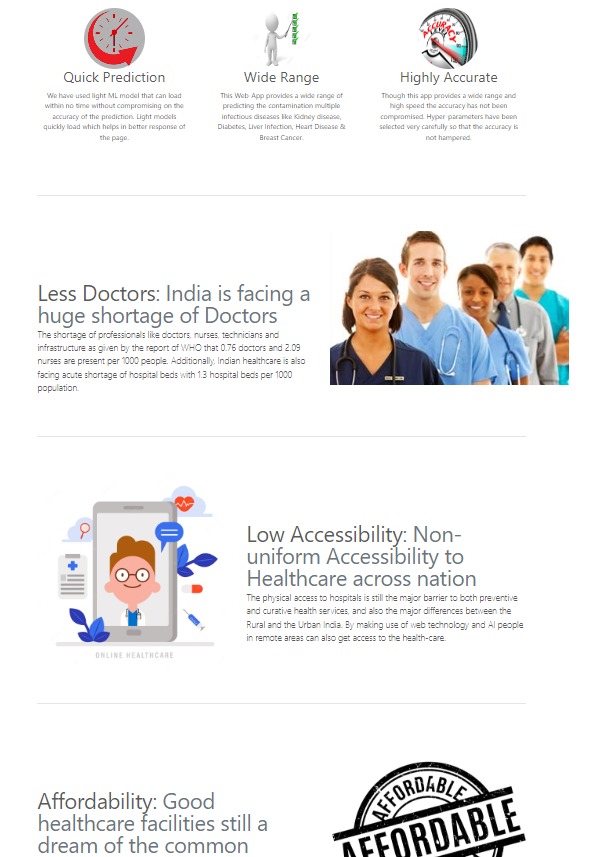 ACCURACY
Quick Prediction
We have used light ML model that can load
within no time without compromising on the
accuracy of the prediction. Light models
quickly load which helps in better response of
the page.
Wide Range
This Web App provides a wide range of
predicting the contamination multiple
infectious diseases like Kidney disease,
Diabetes, Liver Infection, Heart Disease &
Breast Cancer.
Highly Accurate
Though this app provides a wide range and
high speed the accuracy has not been
compromised. Hyper-parameters have been
selected very carefully so that the accuracy is
not hampered.
Less Doctors: India is facing a
huge shortage of Doctors
The shortage of professionals like doctors, nurses, technicians and
infrastructure as given by the report of WHO that 0.76 doctors and 2.09
nurses are present per 1000 people. Additionally, Indian healthcare is also
facing acute shortage of hospital beds with 1.3 hospital beds per 1000
population.
ONLINE HEALTHCARE
Low Accessibility: Non-
uniform Accessibility to
Healthcare across nation
The physical access to hospitals is still the major barrier to both preventive
and curative health services, and also the major differences between the
Rural and the Urban India. By making use of web technology and AI people
in remote areas can also get access to the health-care.
Affordability: Good
healthcare facilities still a
dream of the common
AFFORDABLE
AFFORDABLE